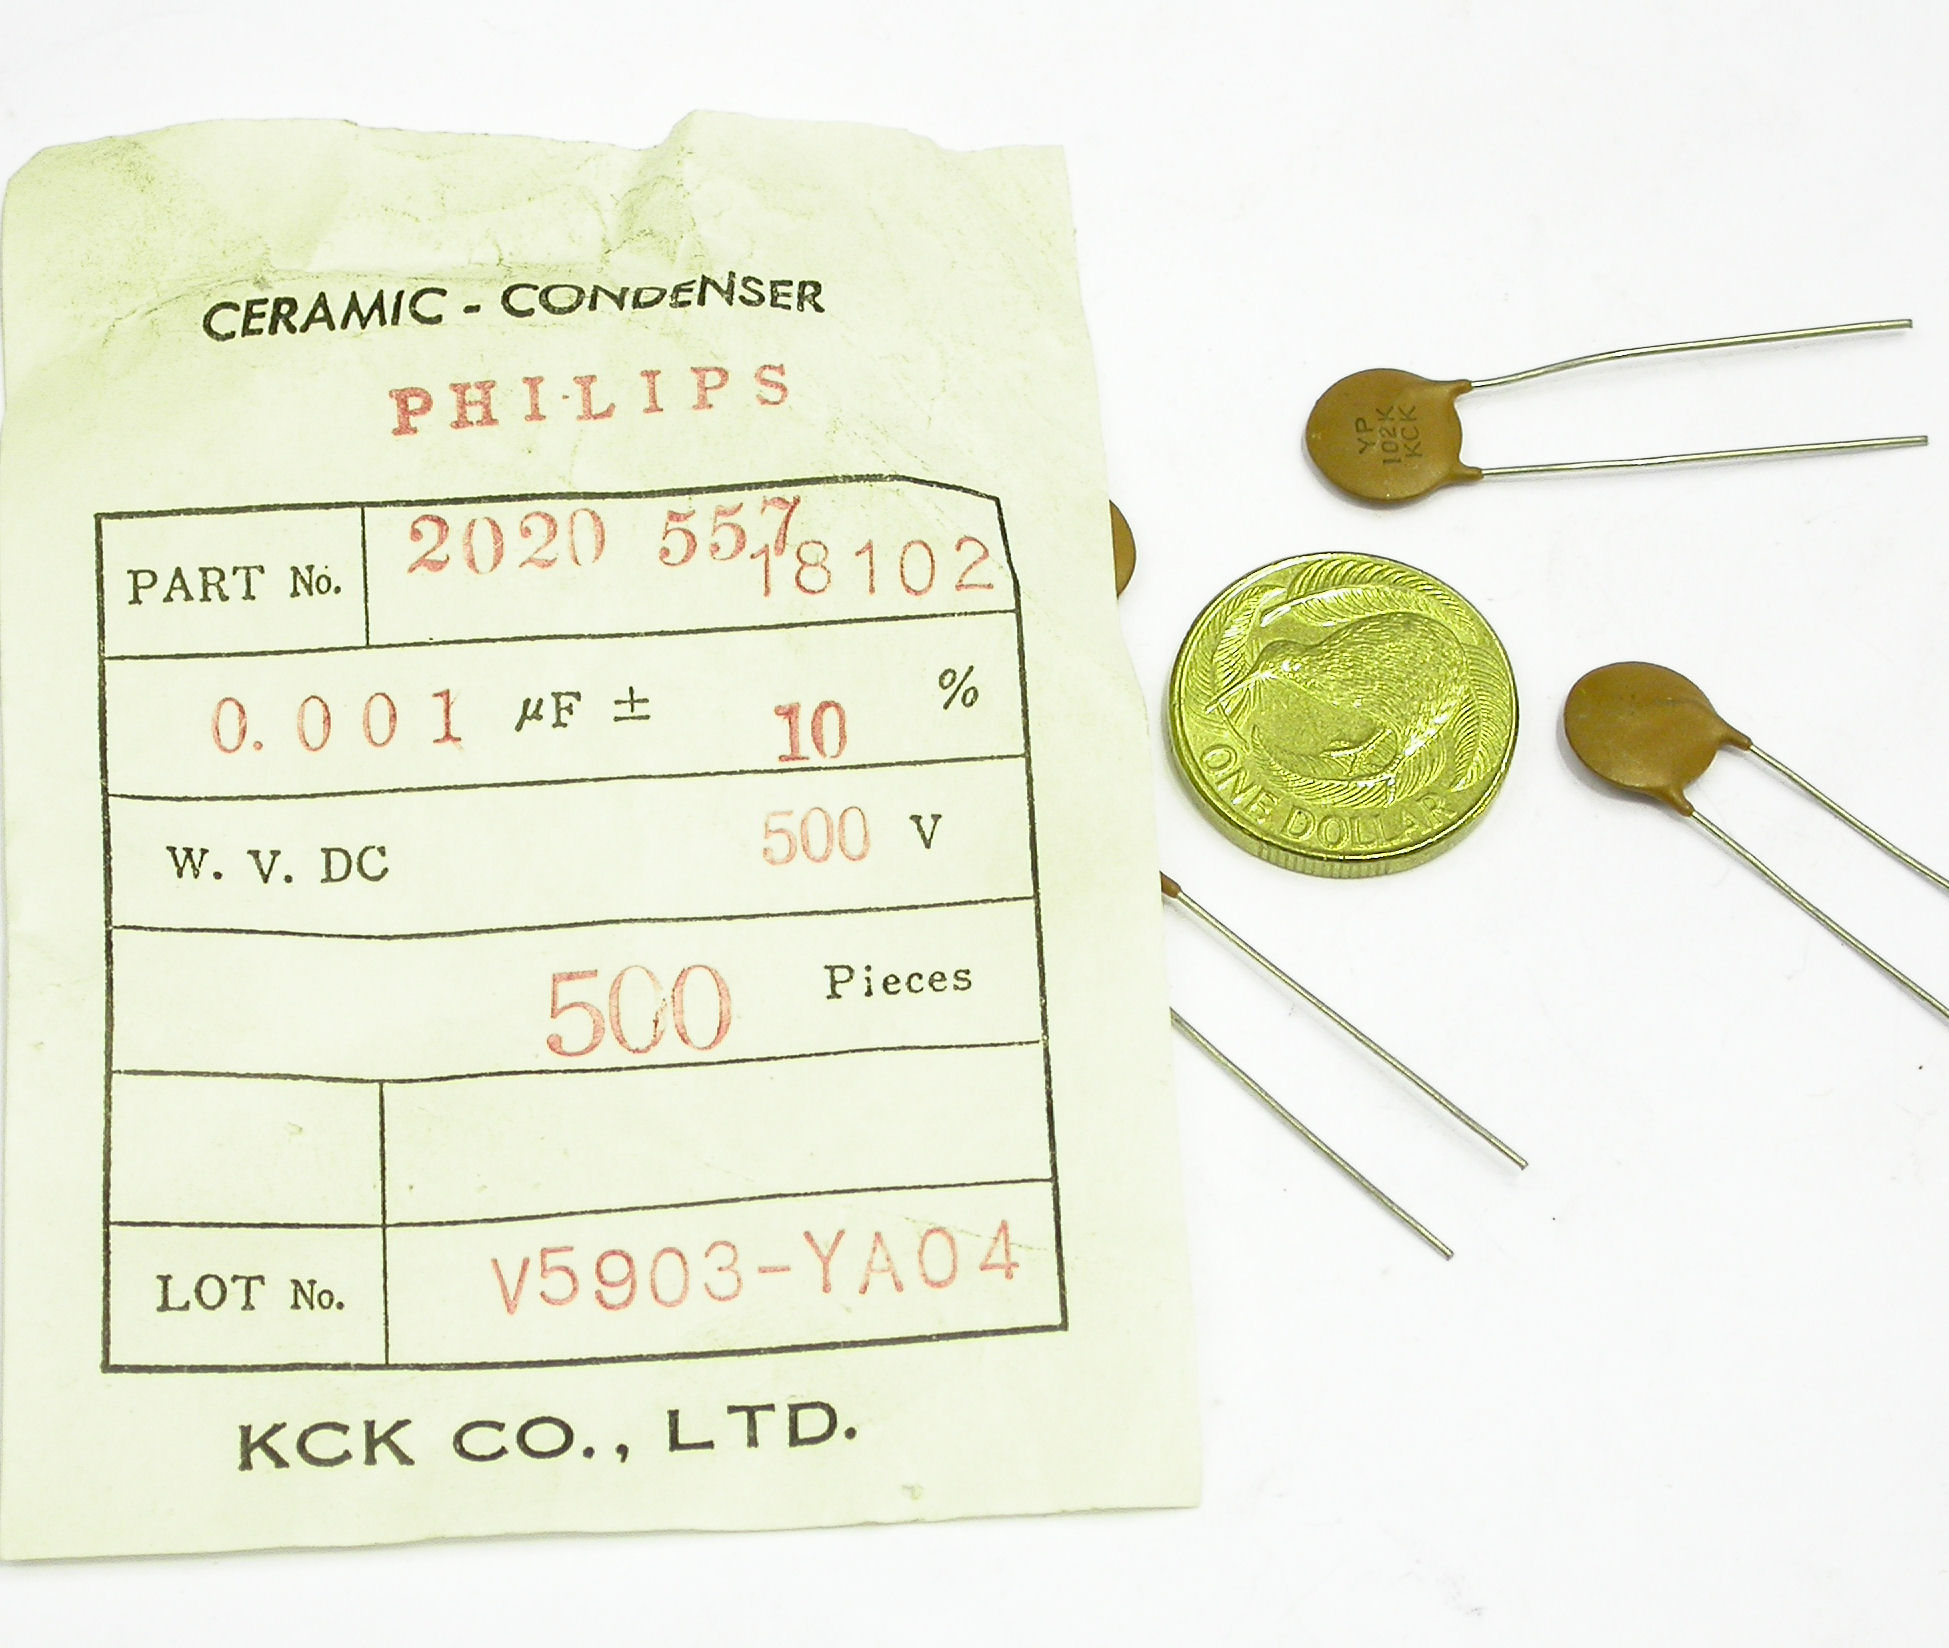 CERAMIC - CONDENSER
PHILIPS
PART No. 2020 557 18102
0.001 μF ± 10 %
W. V. DC 500 V
500 Pieces
LOT No. V5903-YA04
KCK CO., LTD.
YP
102K
KCK
ONE DOLLAR